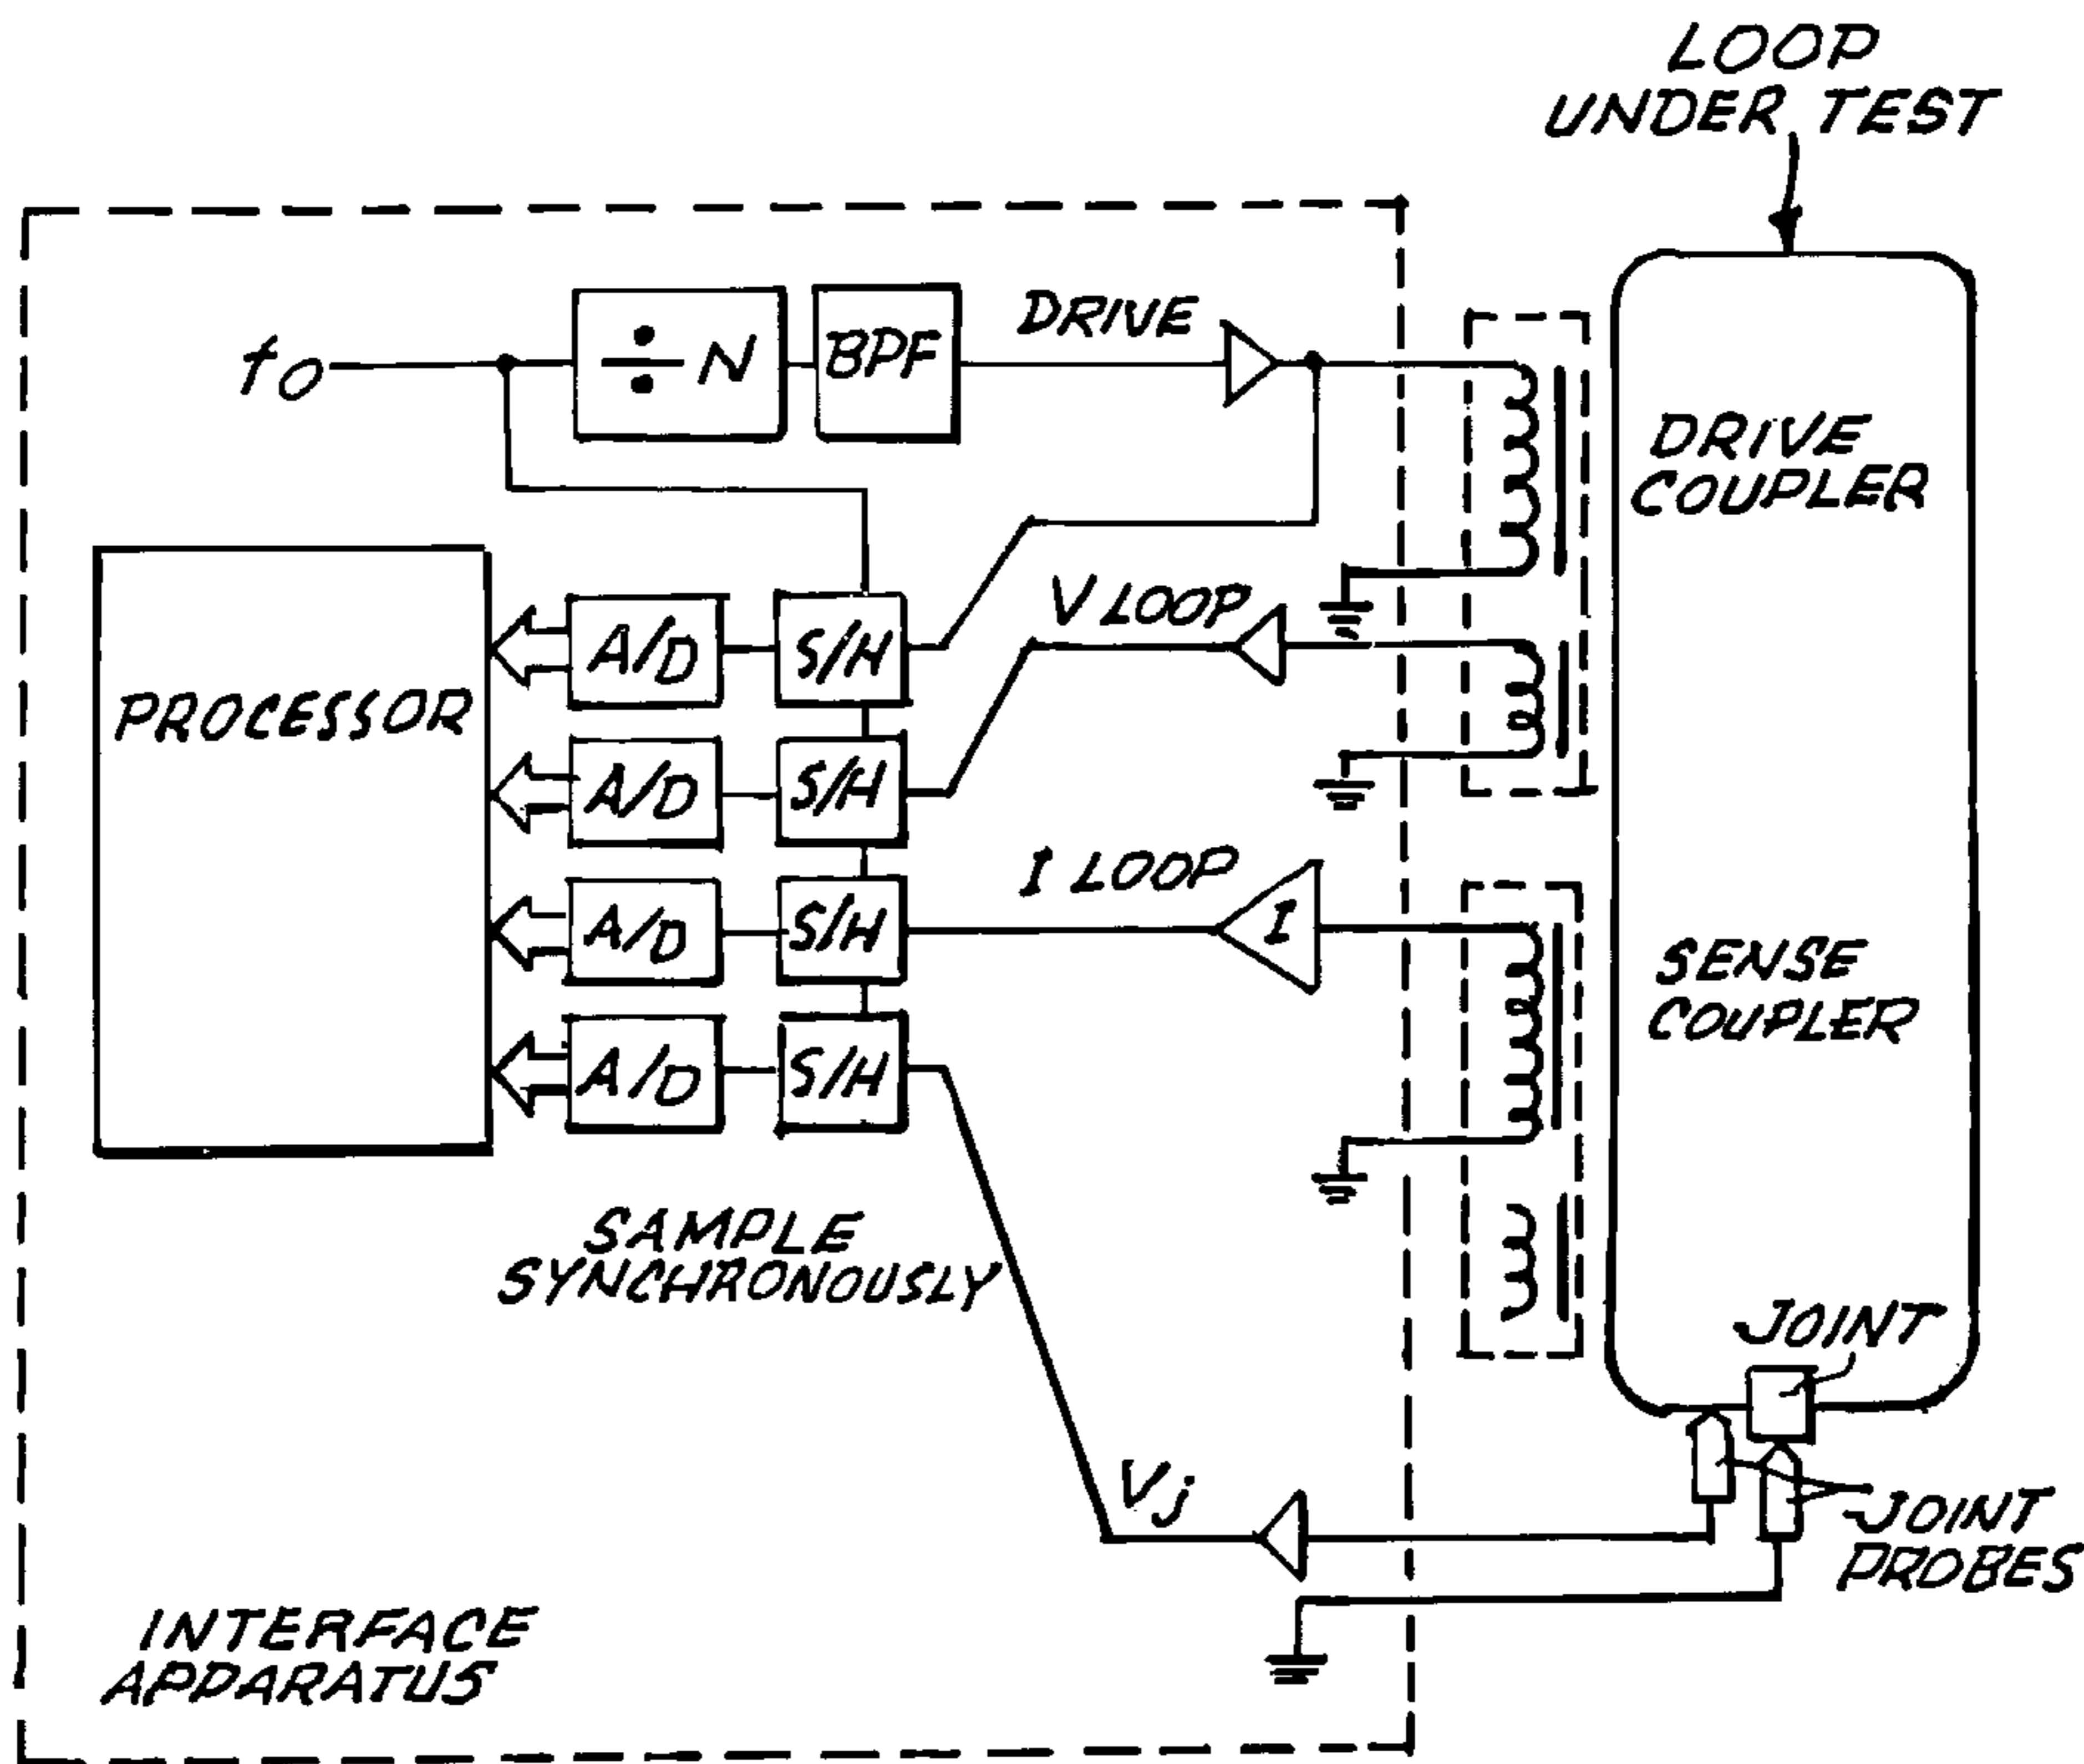 LOOP
UNDER TEST
DRIVE
fO
÷ N
BPF
DRIVE
COUPLER
V LOOP
A/D
S/H
PROCESSOR
A/D
S/H
I LOOP
I
A/D
S/H
SENSE
COUPLER
A/D
S/H
SAMPLE
SYNCHRONOUSLY
JOINT
Vj
JOINT
PROBES
INTERFACE
APPARATUS